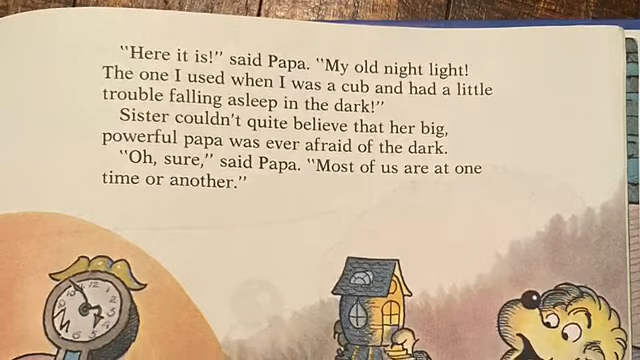 "Here it is!" said Papa. "My old night light!
The one I used when I was a cub and had a little
trouble falling asleep in the dark!"
Sister couldn't quite believe that her big,
powerful papa was ever afraid of the dark.
"Oh, sure," said Papa. "Most of us are at one
time or another."